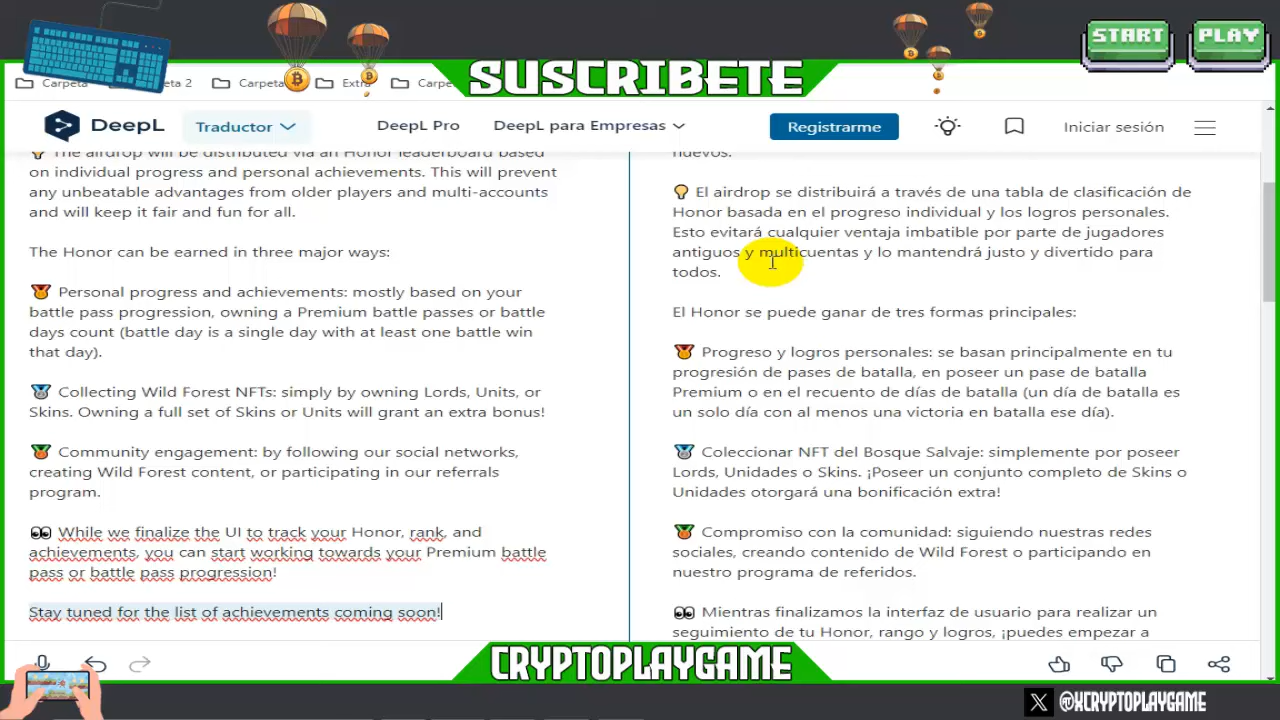 START PLAY
SUSCRIBETE
Carpeta
a 2
Carpeta
Extra
Carpe
DeepL
Traductor
DeepL Pro
DeepL para Empresas
Registrarme
Iniciar sesión
The airdrop will be distributed via an Honor leaderboard based
on individual progress and personal achievements. This will prevent
any unbeatable advantages from older players and multi-accounts
and will keep it fair and fun for all.
The Honor can be earned in three major ways:
Personal progress and achievements: mostly based on your
battle pass progression, owning a Premium battle passes or battle
days count (battle day is a single day with at least one battle win
that day).
Collecting Wild Forest NFTs: simply by owning Lords, Units, or
Skins. Owning a full set of Skins or Units will grant an extra bonus!
Community engagement: by following our social networks,
creating Wild Forest content, or participating in our referrals
program.
While we finalize the UI to track your Honor, rank, and
achievements, you can start working towards your Premium battle
pass or battle pass progression!
Stay tuned for the list of achievements coming soon!
nuevos.
El airdrop se distribuirá a través de una tabla de clasificación de
Honor basada en el progreso individual y los logros personales.
Esto evitará cualquier ventaja imbatible por parte de jugadores
antiguos y multicuentas y lo mantendrá justo y divertido para
todos.
El Honor se puede ganar de tres formas principales:
Progreso y logros personales: se basan principalmente en tu
progresión de pases de batalla, en poseer un pase de batalla
Premium o en el recuento de días de batalla (un día de batalla es
un solo día con al menos una victoria en batalla ese día).
Coleccionar NFT del Bosque Salvaje: simplemente por poseer
Lords, Unidades o Skins. ¡Poseer un conjunto completo de Skins o
Unidades otorgará una bonificación extra!
Compromiso con la comunidad: siguiendo nuestras redes
sociales, creando contenido de Wild Forest o participando en
nuestro programa de referidos.
Mientras finalizamos la interfaz de usuario para realizar un
seguimiento de tu Honor, rango y logros, ¡puedes empezar a
CRYPTOPLAYGAME
@XCRYPTOPLAYGAME